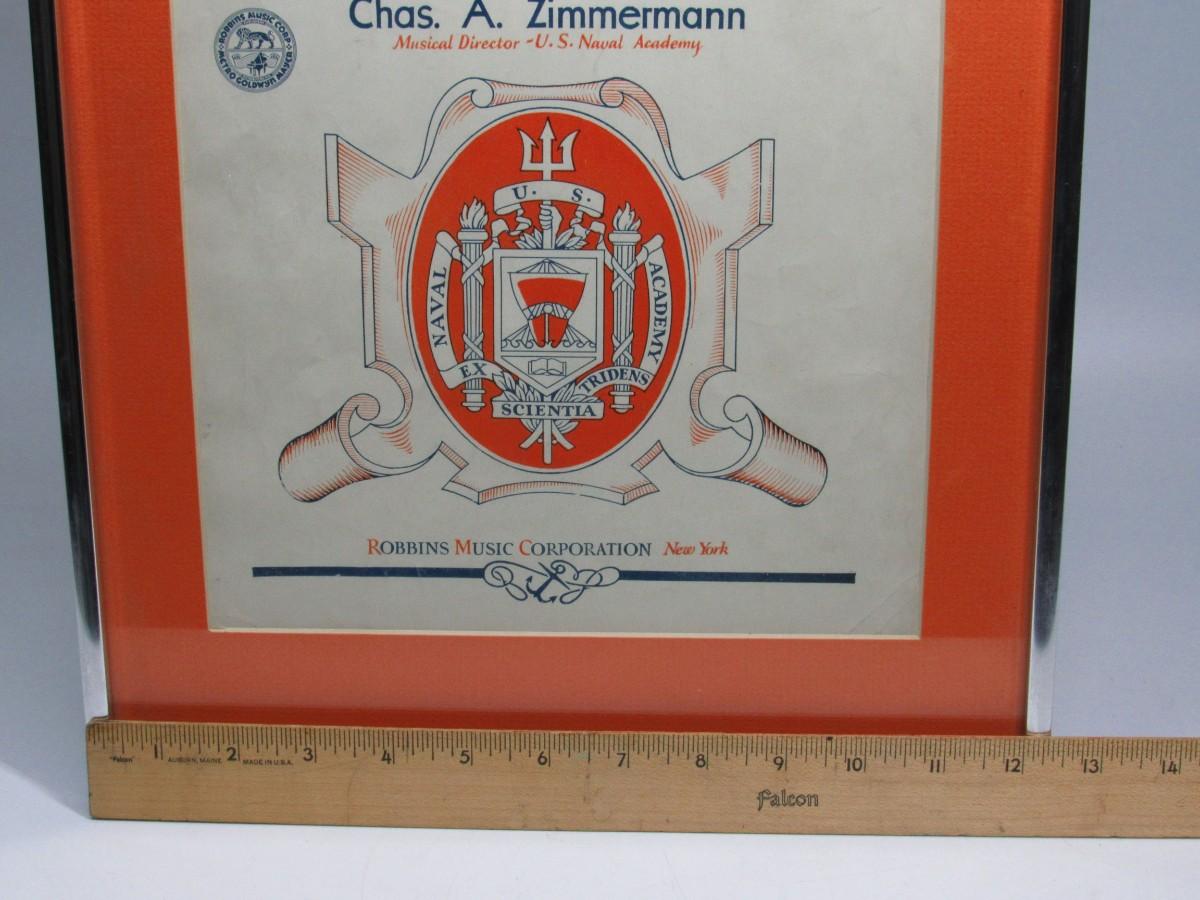 Chas. A. Zimmermann
Musical Director - U. S. Naval Academy
ROBBINS MUSIC CORP.
METRO GOLDWYN MAYER
U. S.
NAVAL
ACADEMY
EX
TRIDENS
SCIENTIA
ROBBINS MUSIC CORPORATION New York
1 2 3 4 5 6 7 8 9 10 11 12 13 14
"Falcon" AUBURN, MAINE MADE IN U.S.A.
Falcon